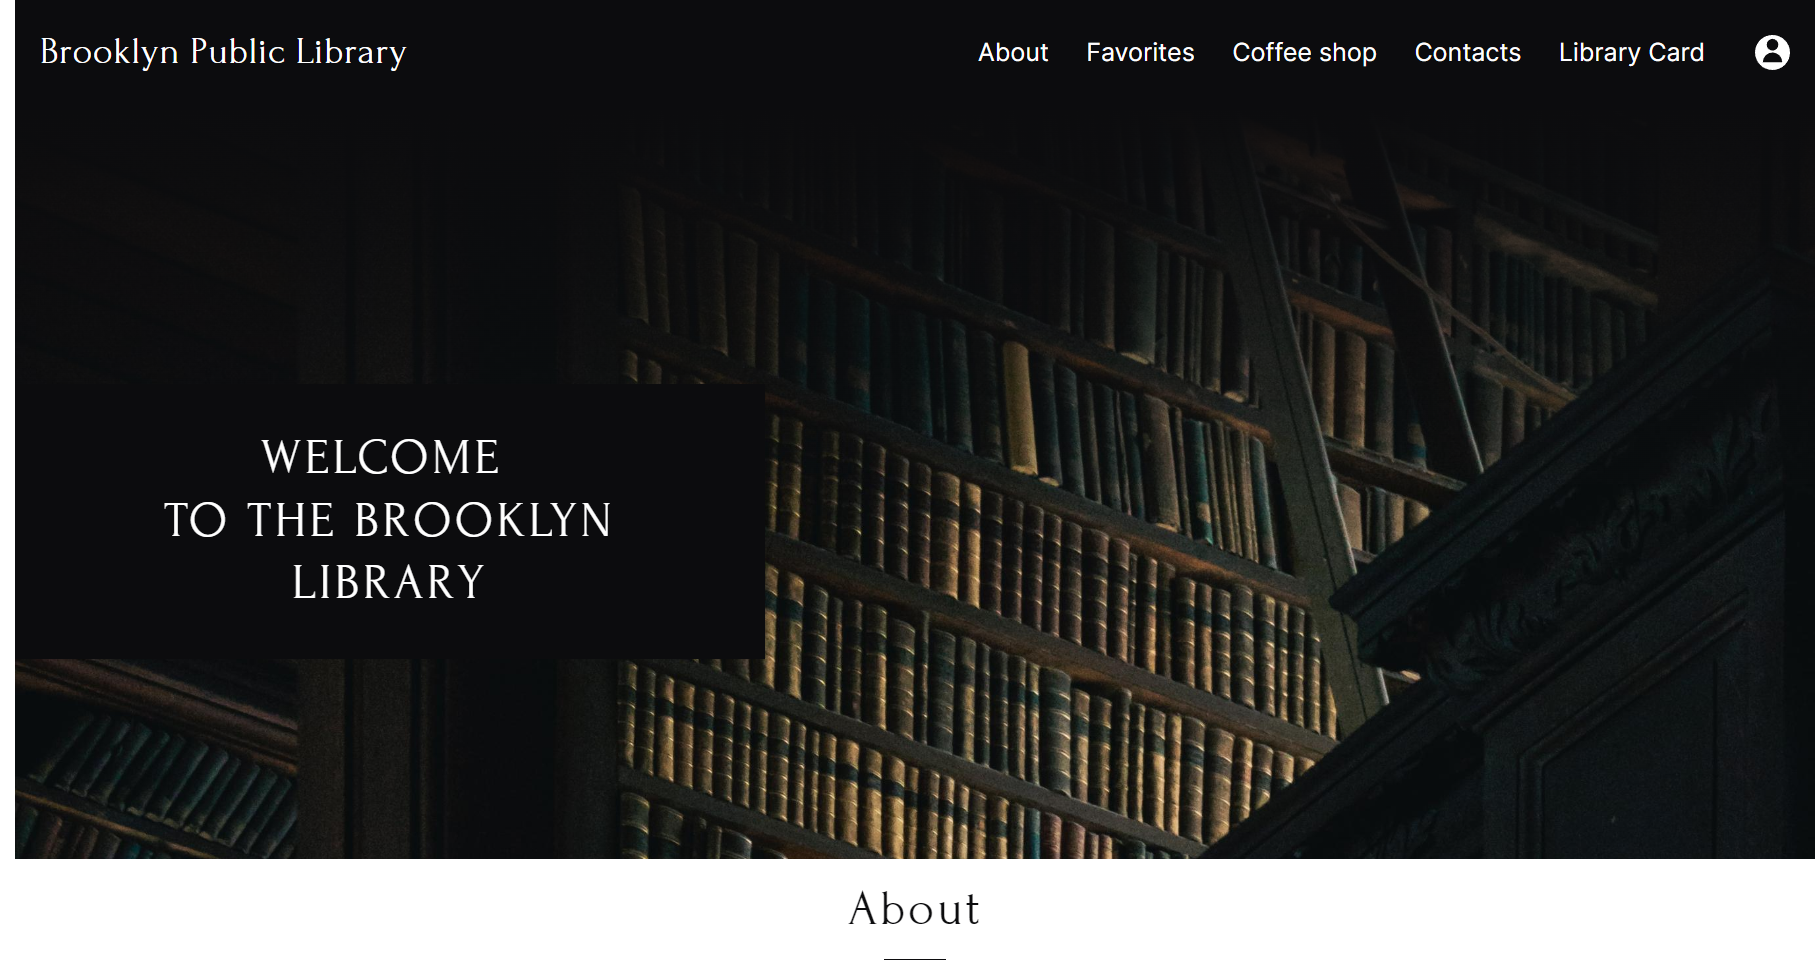 Brooklyn Public Library
About Favorites Coffee shop Contacts Library Card
WELCOME
TO THE BROOKLYN
LIBRARY
About